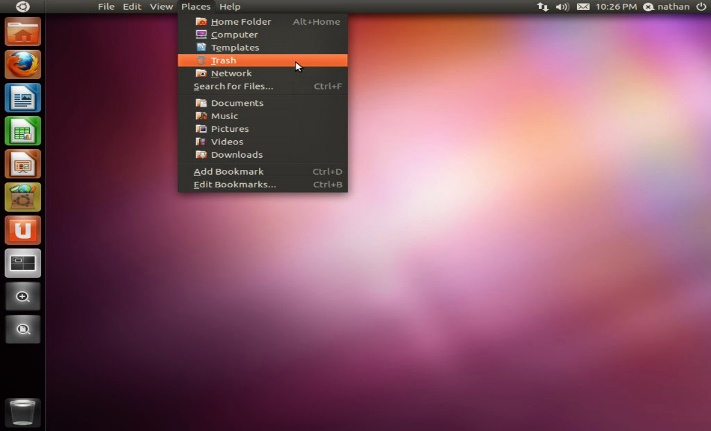 File Edit View Places Help 10:26 PM nathan
Home Folder Alt+Home
Computer
Templates
Trash
Network
Search for Files... Ctrl+F
Documents
Music
Pictures
Videos
Downloads
Add Bookmark Ctrl+D
Edit Bookmarks... Ctrl+B